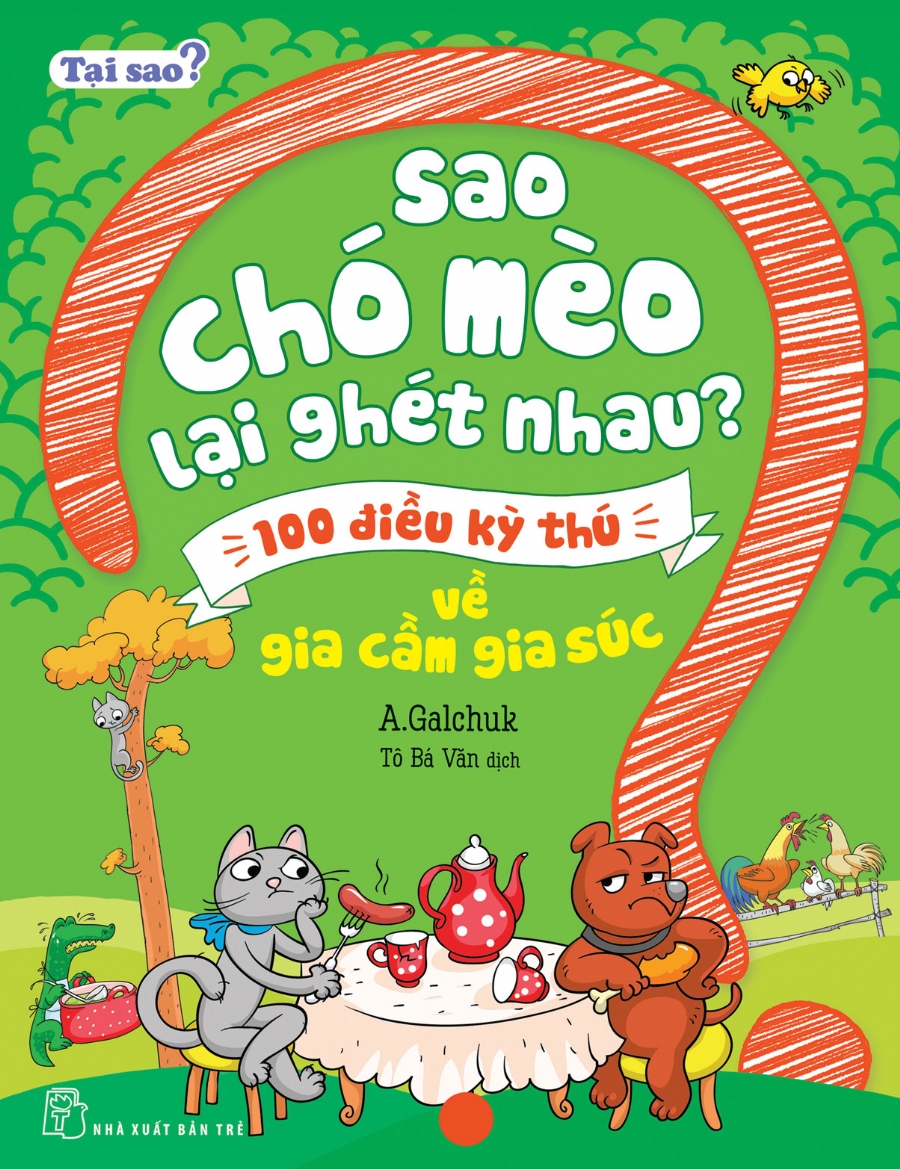 Tại sao?
sao
chó mèo
lại ghét nhau?
100 điều kỳ thú
về
gia cầm gia súc
A.Galchuk
Tô Bá Văn dịch
NHÀ XUẤT BẢN TRẺ